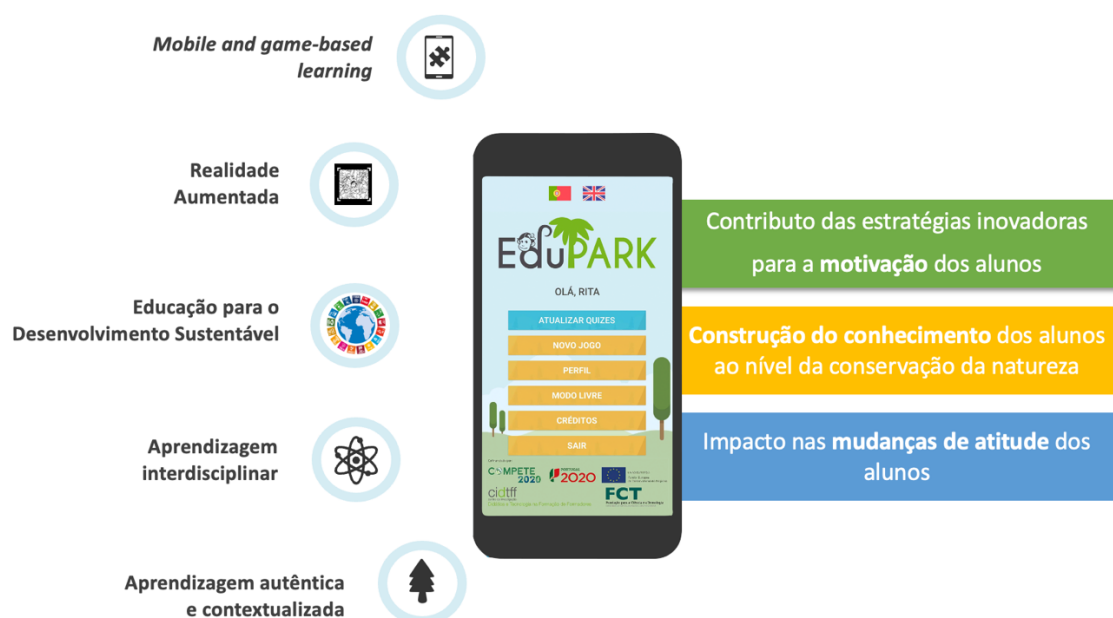 Mobile and game-based
learning
Realidade
Aumentada
Educação para o
Desenvolvimento Sustentável
Aprendizagem
interdisciplinar
Aprendizagem autêntica
e contextualizada
EduPARK
OLÁ, RITA
ATUALIZAR QUIZES
NOVO JOGO
PERFIL
MODO LIVRE
CRÉDITOS
SAIR
COMPETE
2020
PORTUGAL
2020
cidtff
FCT
Contributo das estratégias inovadoras
para a motivação dos alunos
Construção do conhecimento dos alunos
ao nível da conservação da natureza
Impacto nas mudanças de atitude dos
alunos